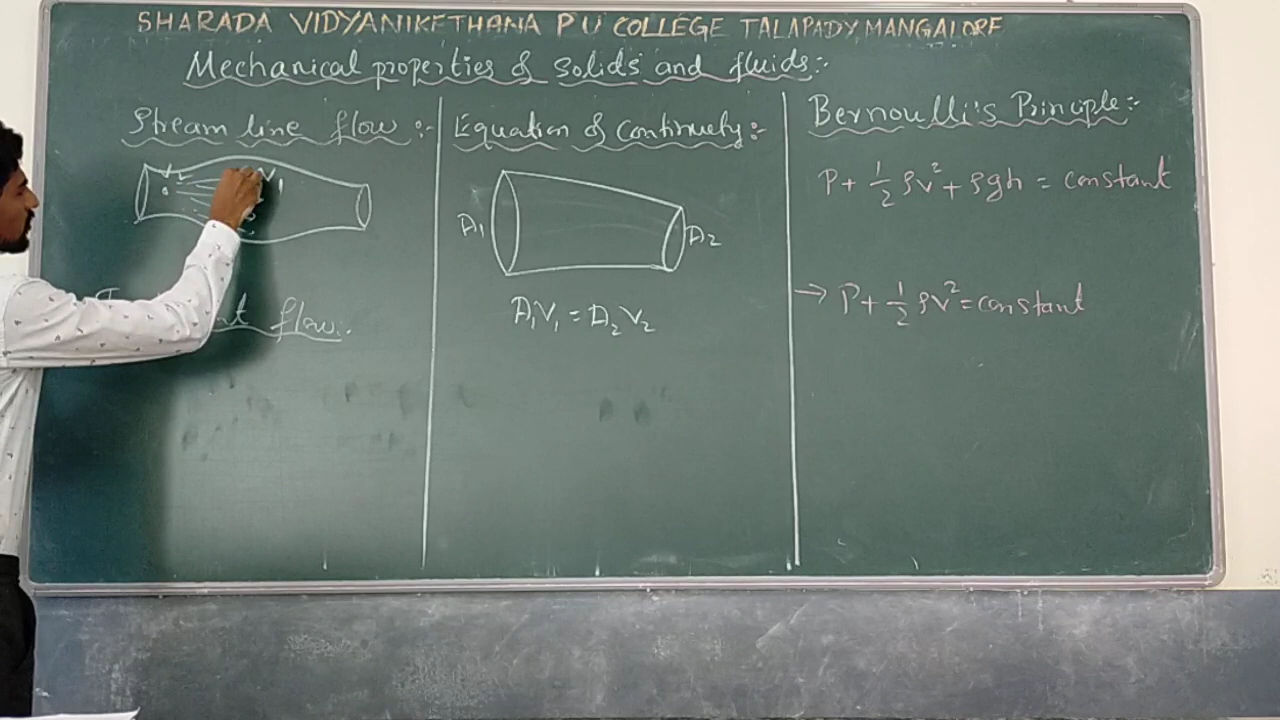 SHARADA VIDYANIKETHANA P U COLLEGE TALAPADY MANGALORE
Mechanical properties of solids and fluids:-
Stream line flow :-
flow:
Equation of continuety:-
A₁
A₂
A₁V₁ = A₂V₂
Bernoulli's Principle:-
P + 1/2 ρv² + ρgh = constant
→ P + 1/2 ρv² = constant